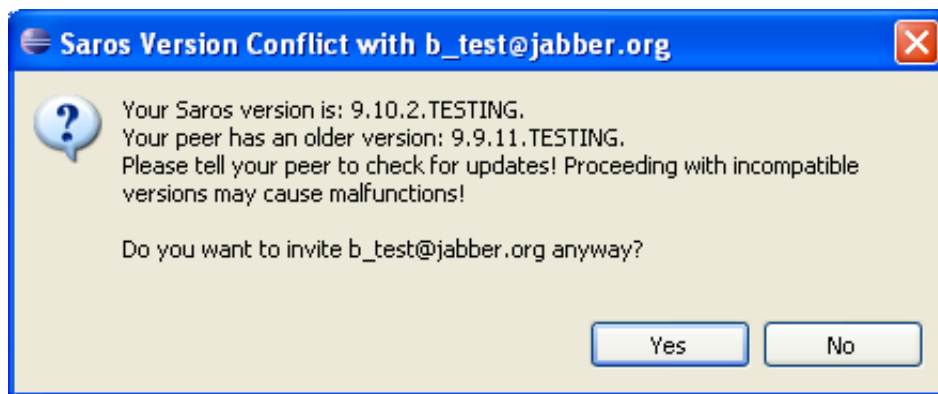 Saros Version Conflict with b_test@jabber.org
Your Saros version is: 9.10.2.TESTING.
Your peer has an older version: 9.9.11.TESTING.
Please tell your peer to check for updates! Proceeding with incompatible
versions may cause malfunctions!
Do you want to invite b_test@jabber.org anyway?
Yes No